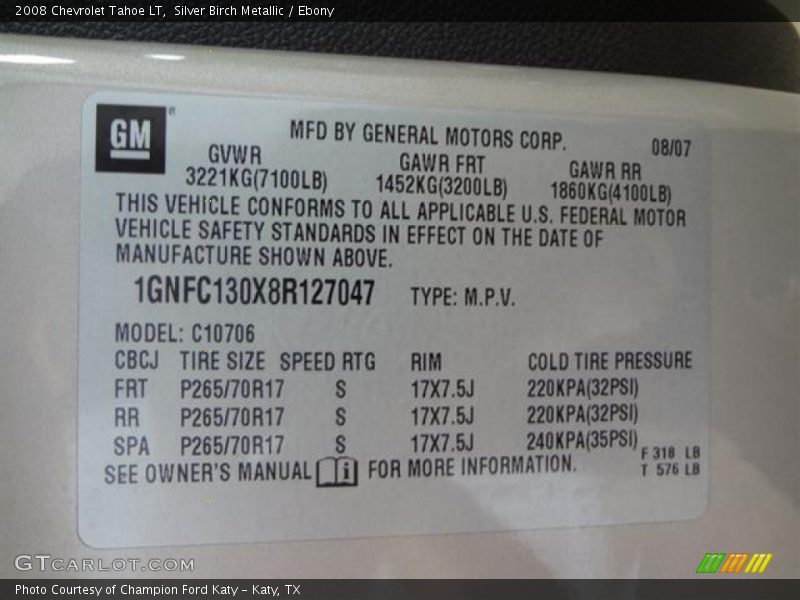 2008 Chevrolet Tahoe LT, Silver Birch Metallic / Ebony
GM
MFD BY GENERAL MOTORS CORP. 08/07
GVWR GAWR FRT GAWR RR
3221KG(7100LB) 1452KG(3200LB) 1860KG(4100LB)
THIS VEHICLE CONFORMS TO ALL APPLICABLE U.S. FEDERAL MOTOR
VEHICLE SAFETY STANDARDS IN EFFECT ON THE DATE OF
MANUFACTURE SHOWN ABOVE.
1GNFC130X8R127047 TYPE: M.P.V.
MODEL: C10706
CBCJ TIRE SIZE SPEED RTG RIM COLD TIRE PRESSURE
FRT P265/70R17 S 17X7.5J 220KPA(32PSI)
RR P265/70R17 S 17X7.5J 220KPA(32PSI)
SPA P265/70R17 S 17X7.5J 240KPA(35PSI)
F 318 LB
SEE OWNER'S MANUAL i FOR MORE INFORMATION.
T 576 LB
GTCARLOT.COM
Photo Courtesy of Champion Ford Katy - Katy, TX